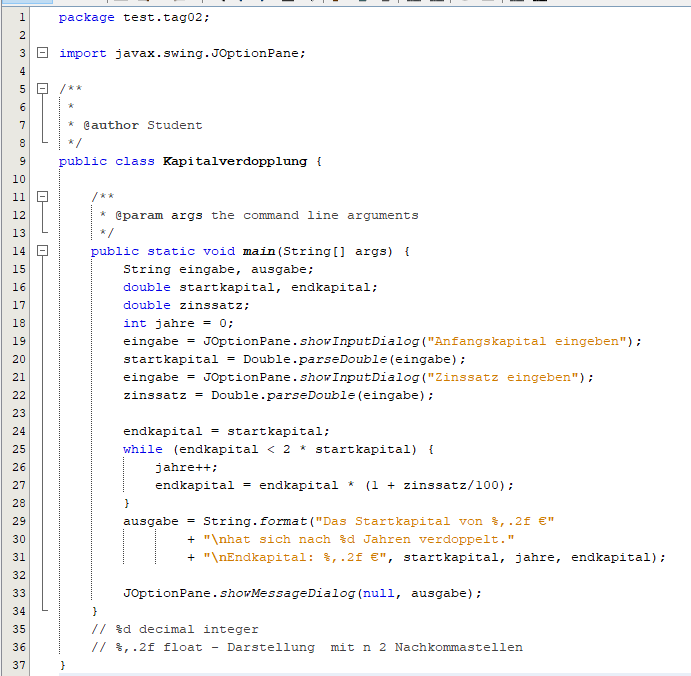 1 package test.tag02;
2
3 import javax.swing.JOptionPane;
4
5 /**
6  *
7  * @author Student
8  */
9 public class Kapitalverdopplung {
10
11     /**
12      * @param args the command line arguments
13      */
14     public static void main(String[] args) {
15         String eingabe, ausgabe;
16         double startkapital, endkapital;
17         double zinssatz;
18         int jahre = 0;
19         eingabe = JOptionPane.showInputDialog("Anfangskapital eingeben");
20         startkapital = Double.parseDouble(eingabe);
21         eingabe = JOptionPane.showInputDialog("Zinssatz eingeben");
22         zinssatz = Double.parseDouble(eingabe);
23
24         endkapital = startkapital;
25         while (endkapital < 2 * startkapital) {
26             jahre++;
27             endkapital = endkapital * (1 + zinssatz/100);
28         }
29         ausgabe = String.format("Das Startkapital von %,.2f €"
30                 + "\nhat sich nach %d Jahren verdoppelt."
31                 + "\nEndkapital: %,.2f €", startkapital, jahre, endkapital);
32
33         JOptionPane.showMessageDialog(null, ausgabe);
34     }
35     // %d decimal integer
36     // %,.2f float - Darstellung  mit n 2 Nachkommastellen
37 }